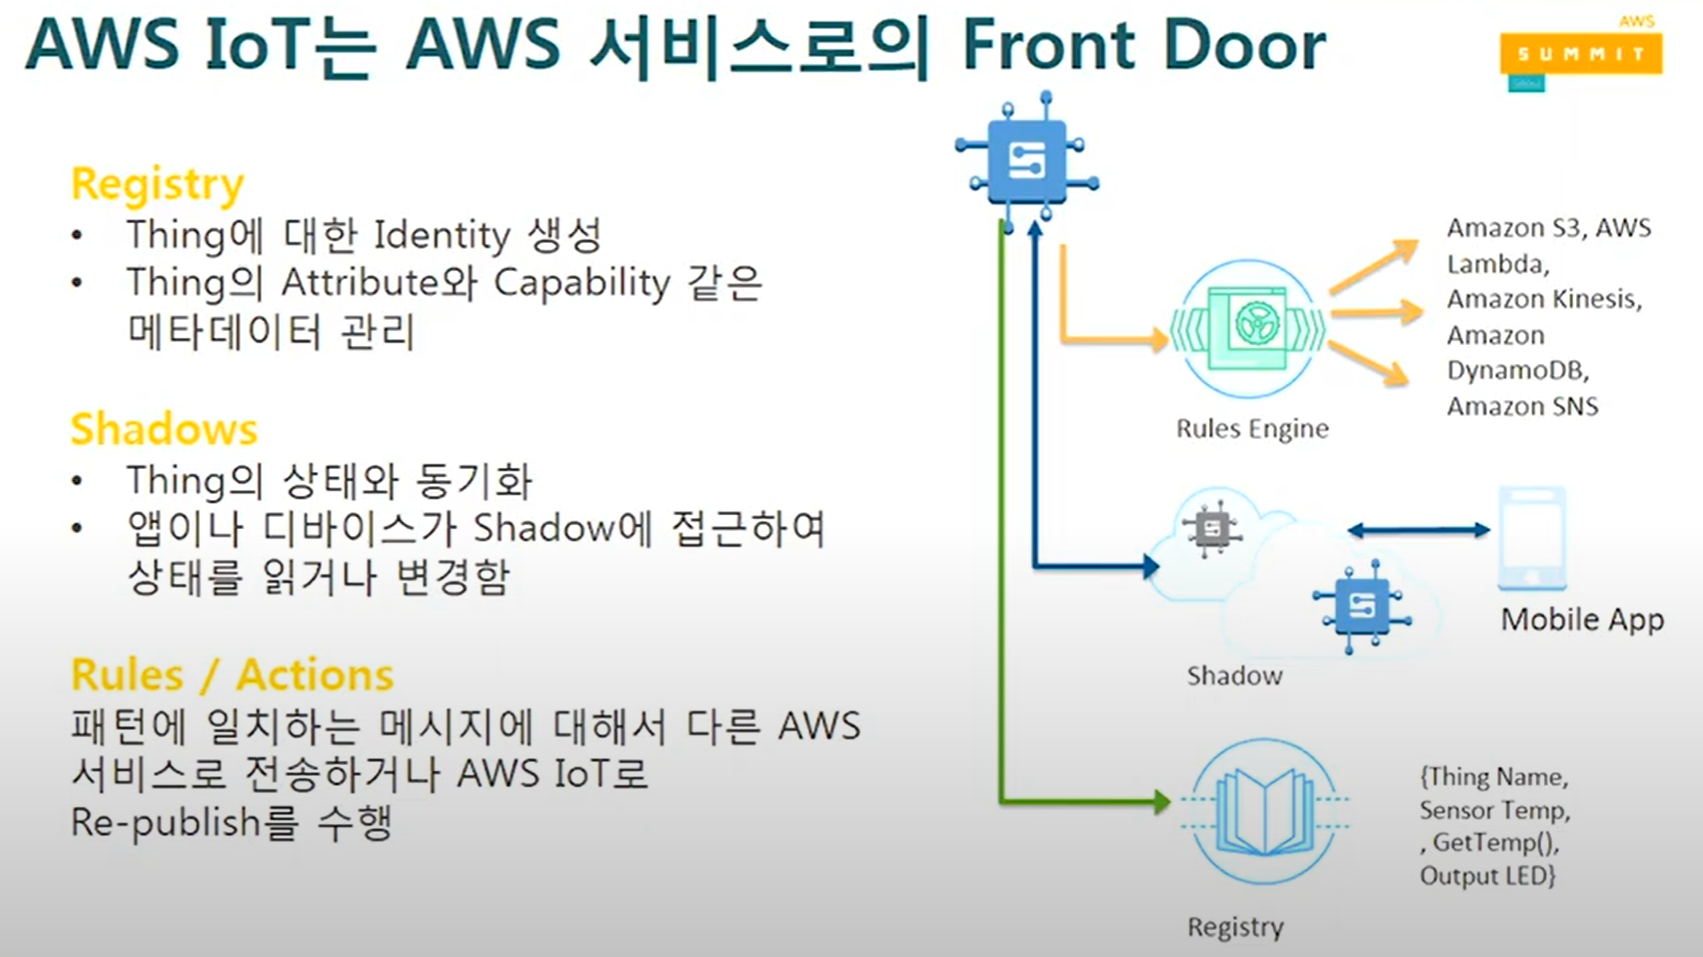 AWS IoT는 AWS 서비스로의 Front Door
AWS
SUMMIT
Registry
• Thing에 대한 Identity 생성
• Thing의 Attribute와 Capability 같은
메타데이터 관리
Shadows
• Thing의 상태와 동기화
• 앱이나 디바이스가 Shadow에 접근하여
상태를 읽거나 변경함
Rules / Actions
패턴에 일치하는 메시지에 대해서 다른 AWS
서비스로 전송하거나 AWS IoT로
Re-publish를 수행
Rules Engine
Amazon S3, AWS
Lambda,
Amazon Kinesis,
Amazon
DynamoDB,
Amazon SNS
Shadow
Mobile App
Registry
{Thing Name,
Sensor Temp,
, GetTemp(),
Output LED}